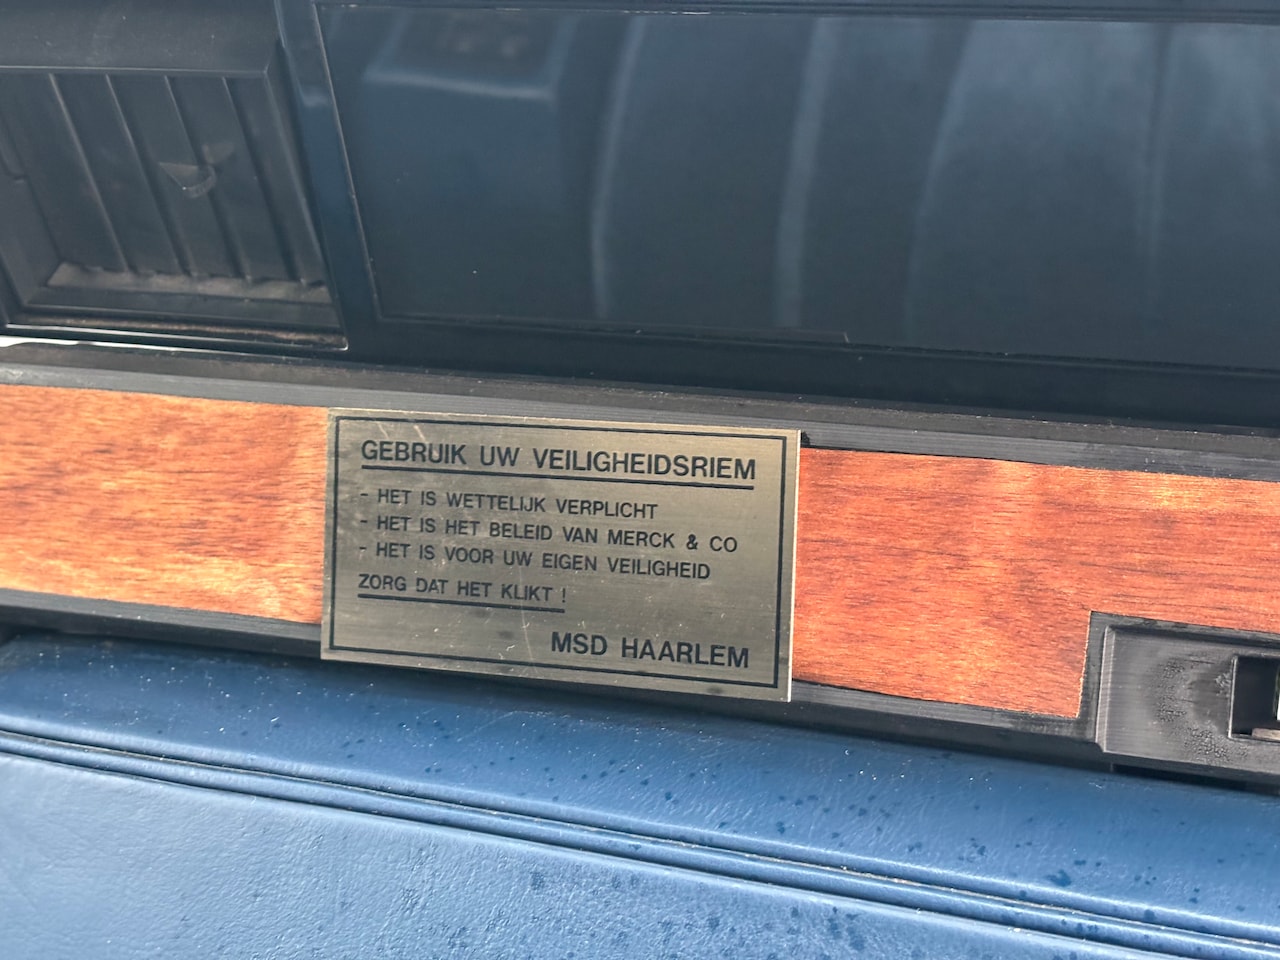 GEBRUIK UW VEILIGHEIDSRIEM
- HET IS WETTELIJK VERPLICHT
- HET IS HET BELEID VAN MERCK & CO
- HET IS VOOR UW EIGEN VEILIGHEID
ZORG DAT HET KLIKT !
MSD HAARLEM